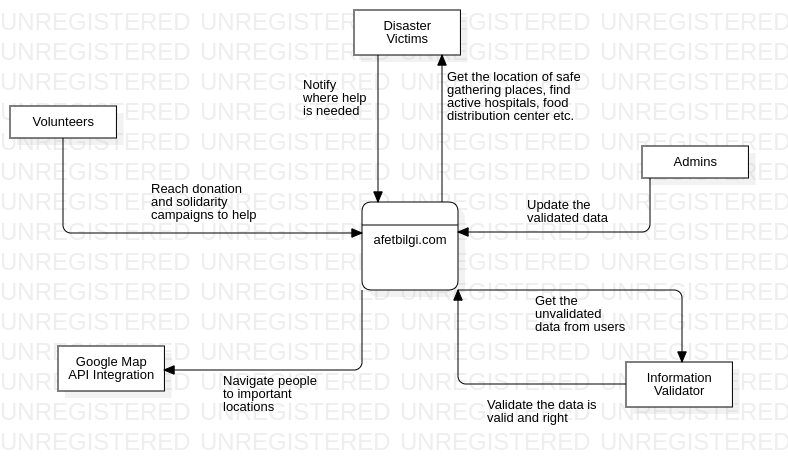 Disaster
Victims
Notify
where help
is needed
Get the location of safe
gathering places, find
active hospitals, food
distribution center etc.
Volunteers
Admins
Reach donation
and solidarity
campaigns to help
Update the
validated data
afetbilgi.com
Get the
unvalidated
data from users
Google Map
API Integration
Navigate people
to important
locations
Information
Validator
Validate the data is
valid and right
UNREGISTERED UNREGISTERED UNREGISTERED UNREGISTERED